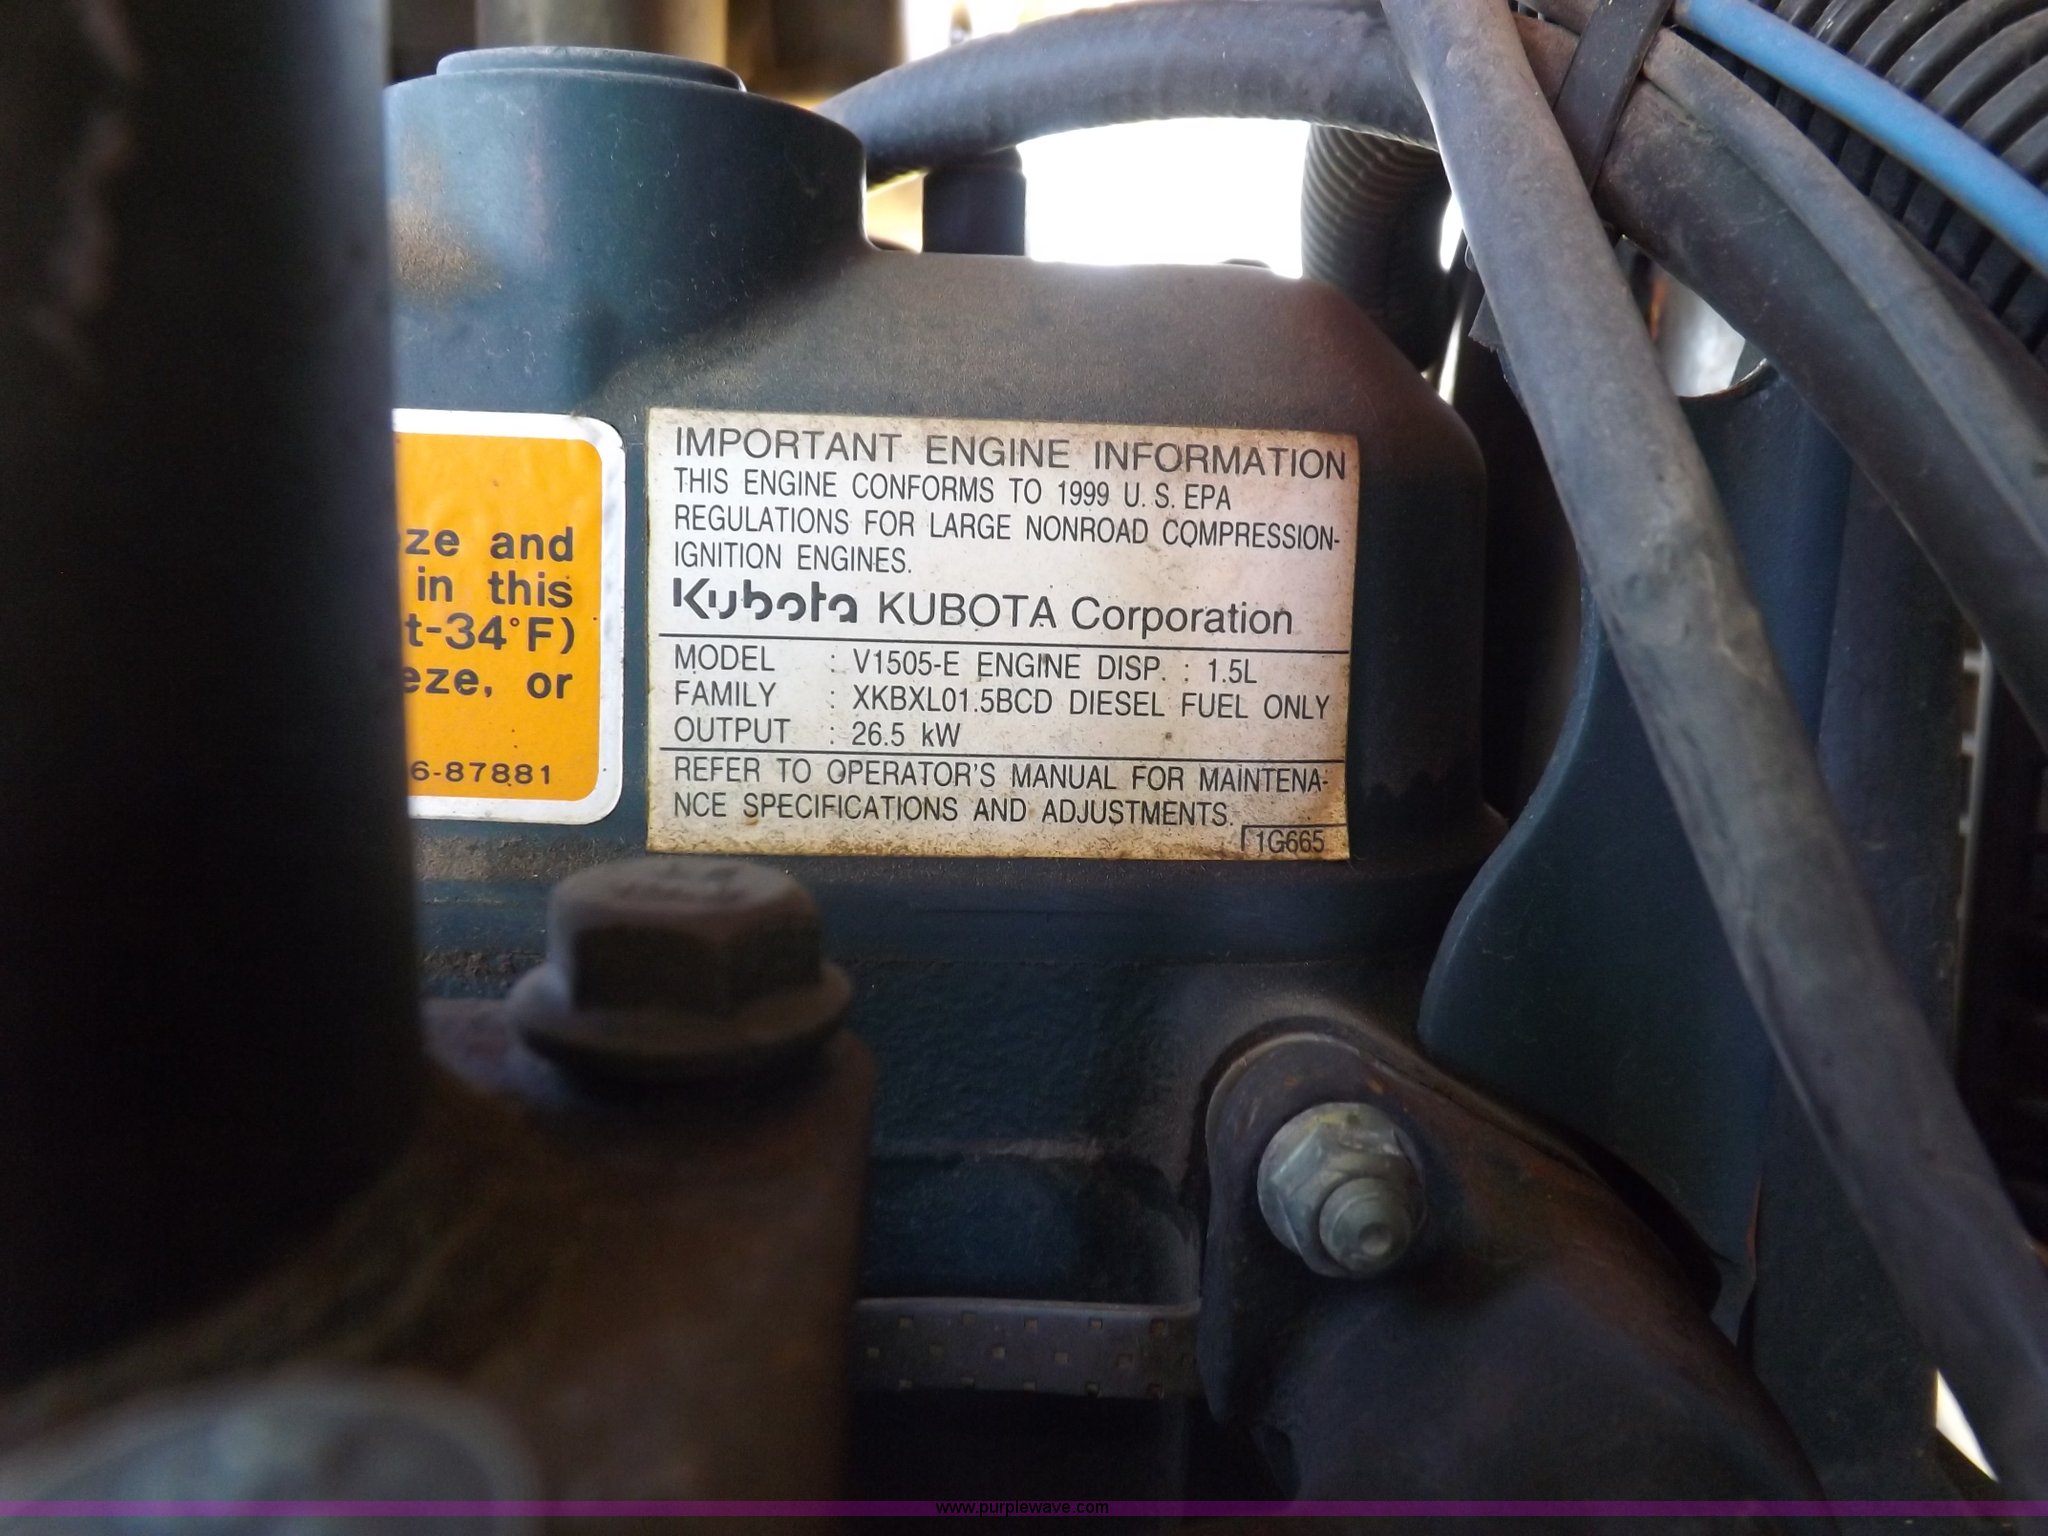 ze and
in this
t-34°F)
eze, or
6-87881
IMPORTANT ENGINE INFORMATION
THIS ENGINE CONFORMS TO 1999 U.S. EPA
REGULATIONS FOR LARGE NONROAD COMPRESSION-
IGNITION ENGINES.
Kubota KUBOTA Corporation
MODEL : V1505-E ENGINE DISP. : 1.5L
FAMILY : XKBXL01.5BCD DIESEL FUEL ONLY
OUTPUT : 26.5 kW
REFER TO OPERATOR'S MANUAL FOR MAINTENA-
NCE SPECIFICATIONS AND ADJUSTMENTS.
1G665
www.purplewave.com